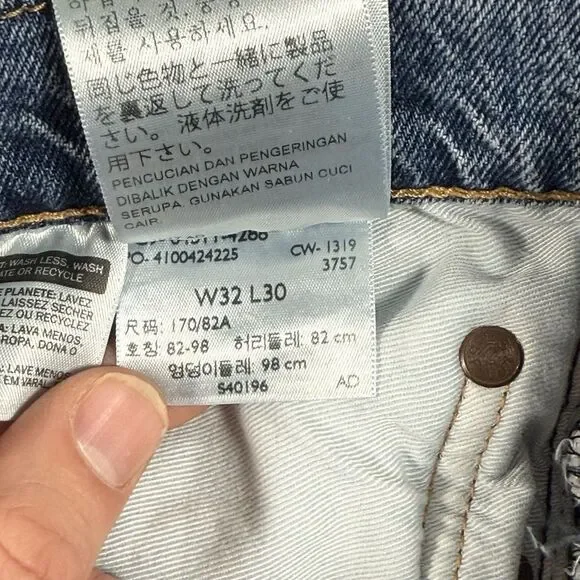 뒤집을 것. 중성
새를 사용하세요.
同じ色物と一緒に製品
を裏返して洗ってくだ
さい。液体洗剤をご使
用下さい。
PENCUCIAN DAN PENGERINGAN
DIBALIK DENGAN WARNA
SERUPA. GUNAKAN SABUN CUCI
CAIR.
PO- 4100424225 CW- 1319
3757
W32 L30
尺码: 170/82A
호칭: 82-98 허리둘레: 82 cm
엉덩이둘레: 98 cm
S40196 AD
: WASH LESS, WASH
ATE OR RECYCLE
E PLANETE: LAVEZ
LAISSEZ SECHER
EZ OU RECYCLEZ
A: LAVA MENOS,
ROPA, DONA O
LAVE MENOS